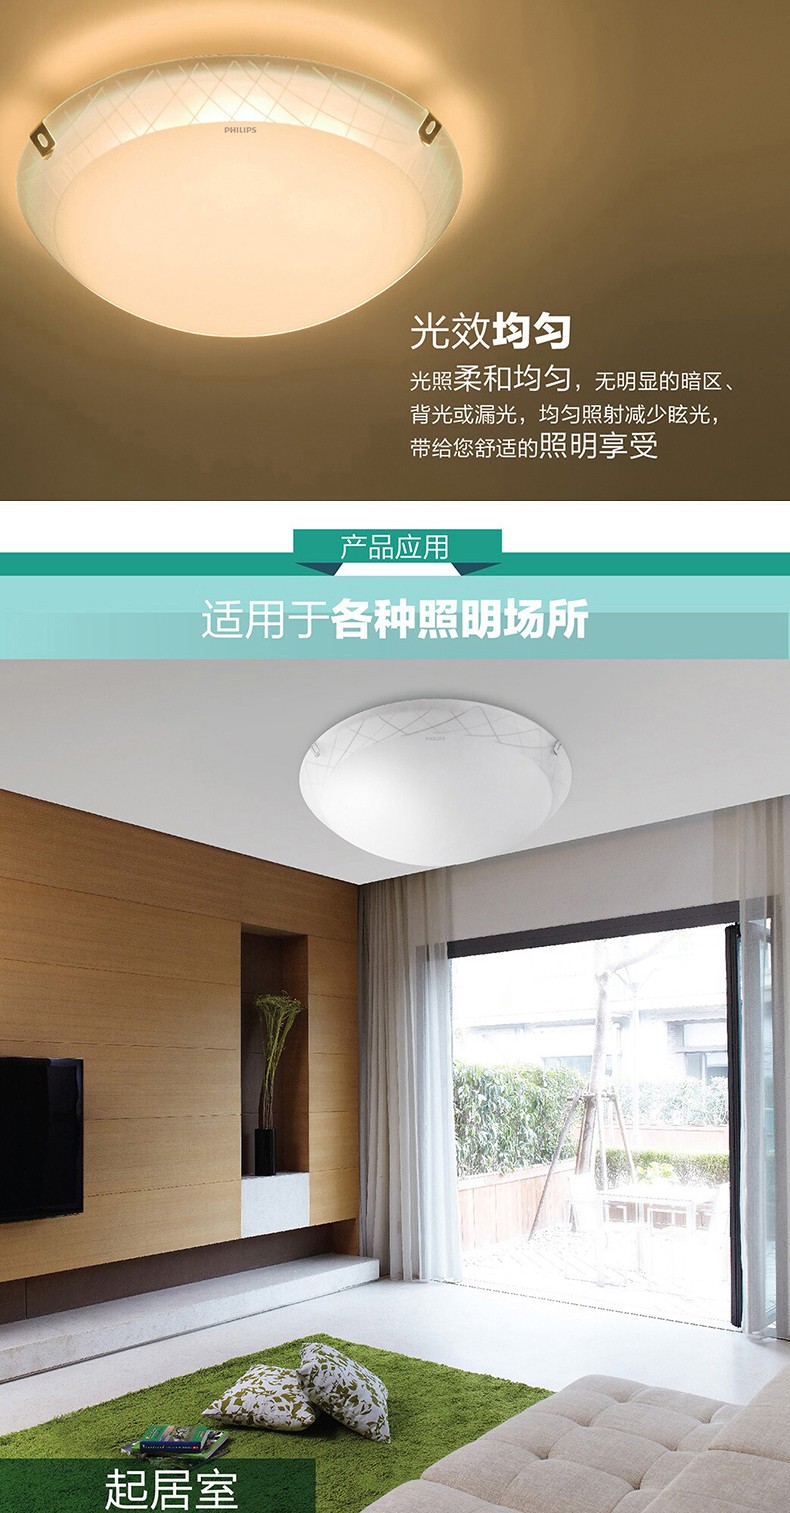 PHILIPS
光效均匀
光照柔和均匀，无明显的暗区、
背光或漏光，均匀照射减少眩光，
带给您舒适的照明享受
产品应用
适用于各种照明场所
PHILIPS
起居室